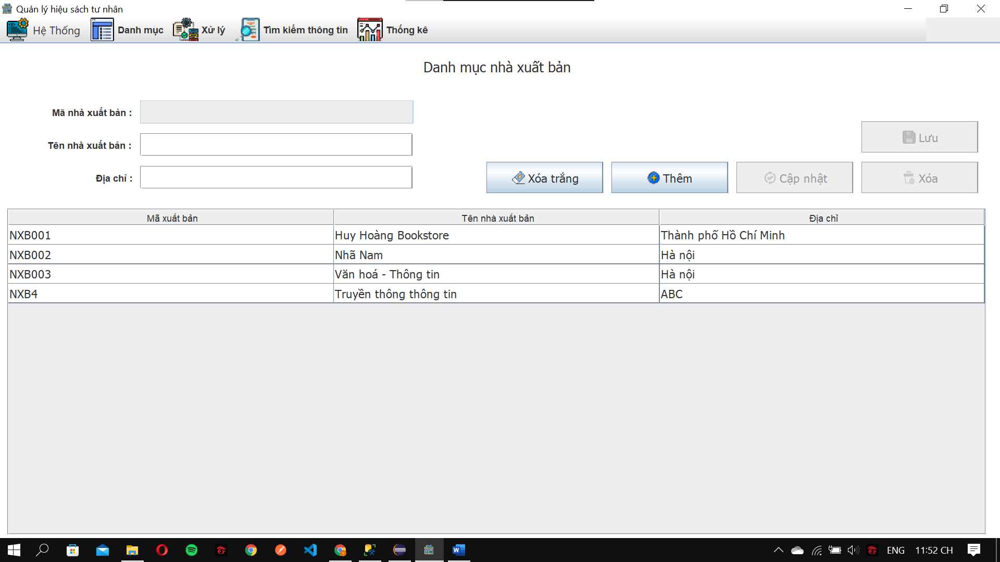 Quản lý hiệu sách tư nhân
Hệ Thống Danh mục Xử lý Tìm kiếm thông tin Thống kê
Danh mục nhà xuất bản
Mã nhà xuất bản :
Tên nhà xuất bản :
Địa chỉ :
Lưu
Xóa trắng Thêm Cập nhật Xóa
Mã xuất bản Tên nhà xuất bản Địa chỉ
NXB001 Huy Hoàng Bookstore Thành phố Hồ Chí Minh
NXB002 Nhã Nam Hà nội
NXB003 Văn hoá - Thông tin Hà nội
NXB4 Truyền thông thông tin ABC
ENG 11:52 CH